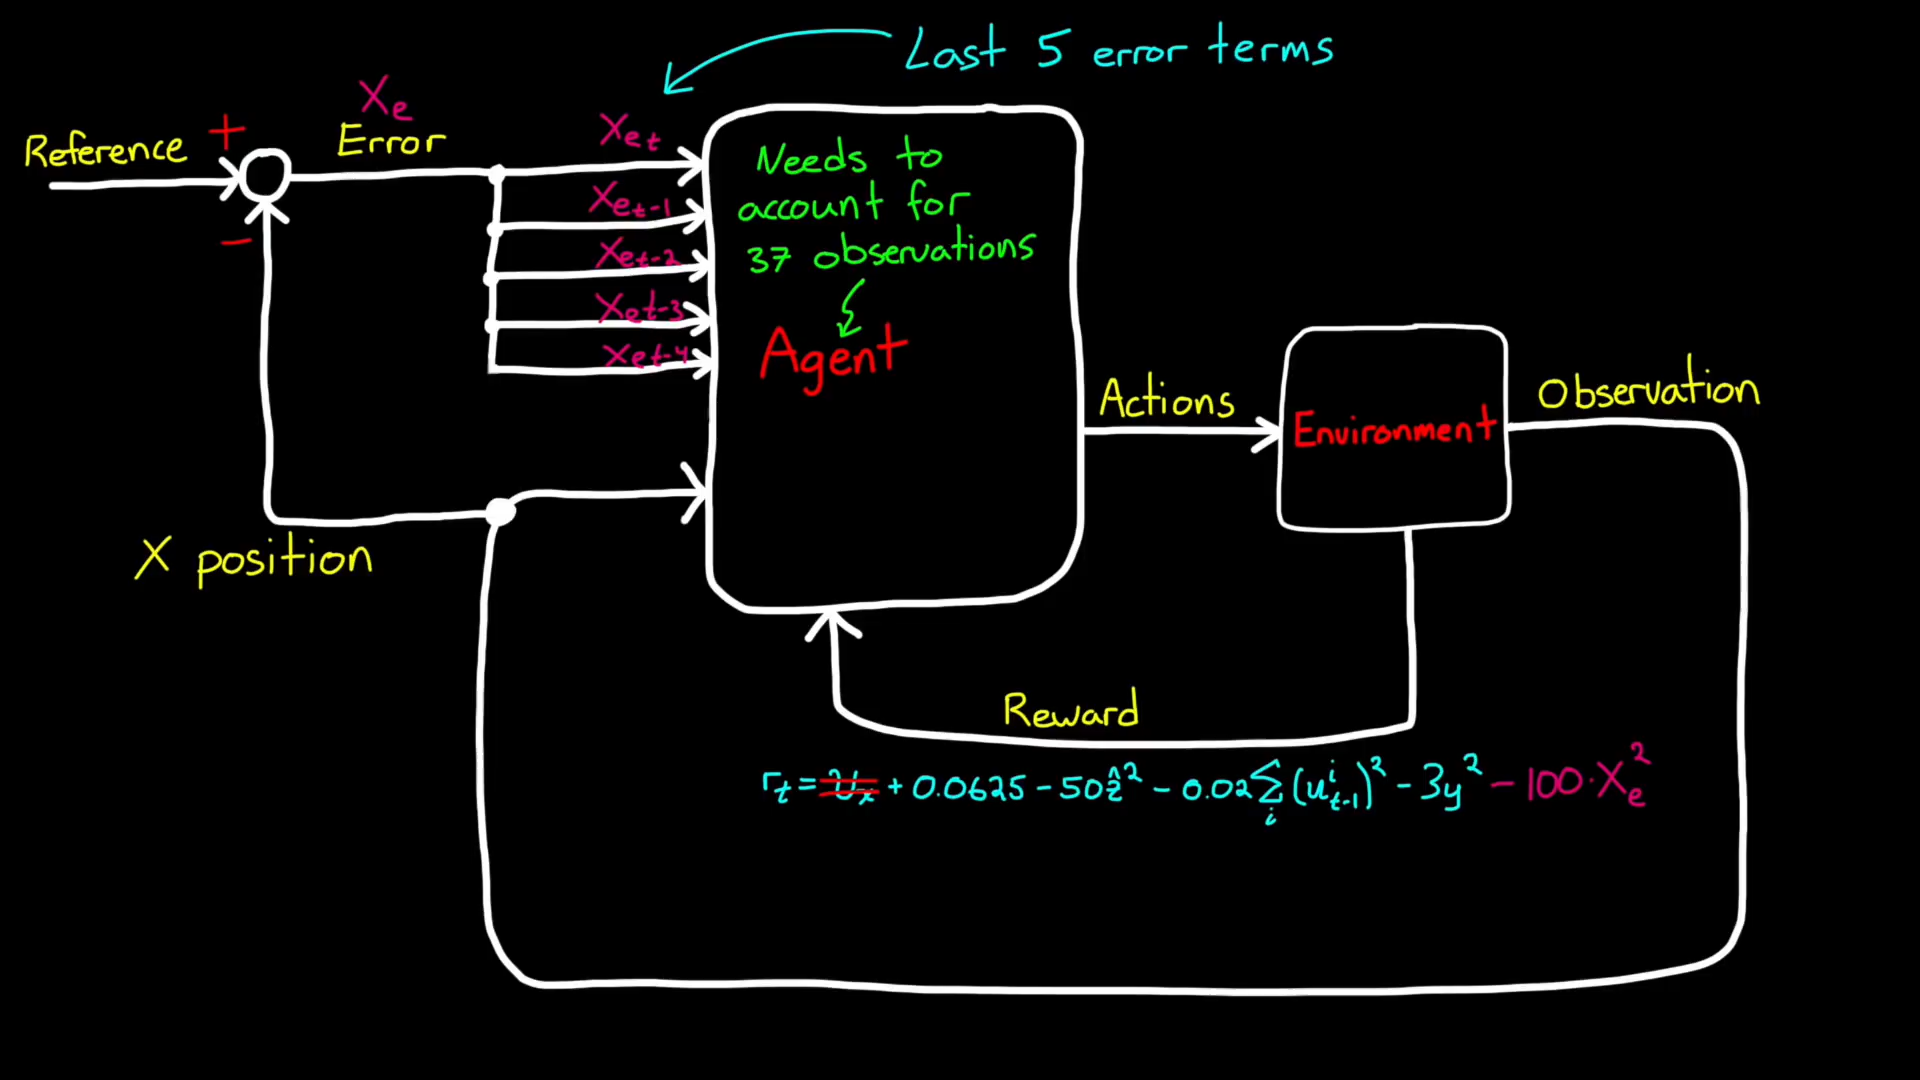 Last 5 error terms
Xe
Reference + Error
−
Xet
Xet-1
Xet-2
Xet-3
Xet-4
Needs to
account for
37 observations
Agent
Actions
Environment
Observation
X position
Reward
rt = + 0.0625 − 50ẑ² − 0.02 Σi (u^i_t-1)² − 3y² − 100·Xe²